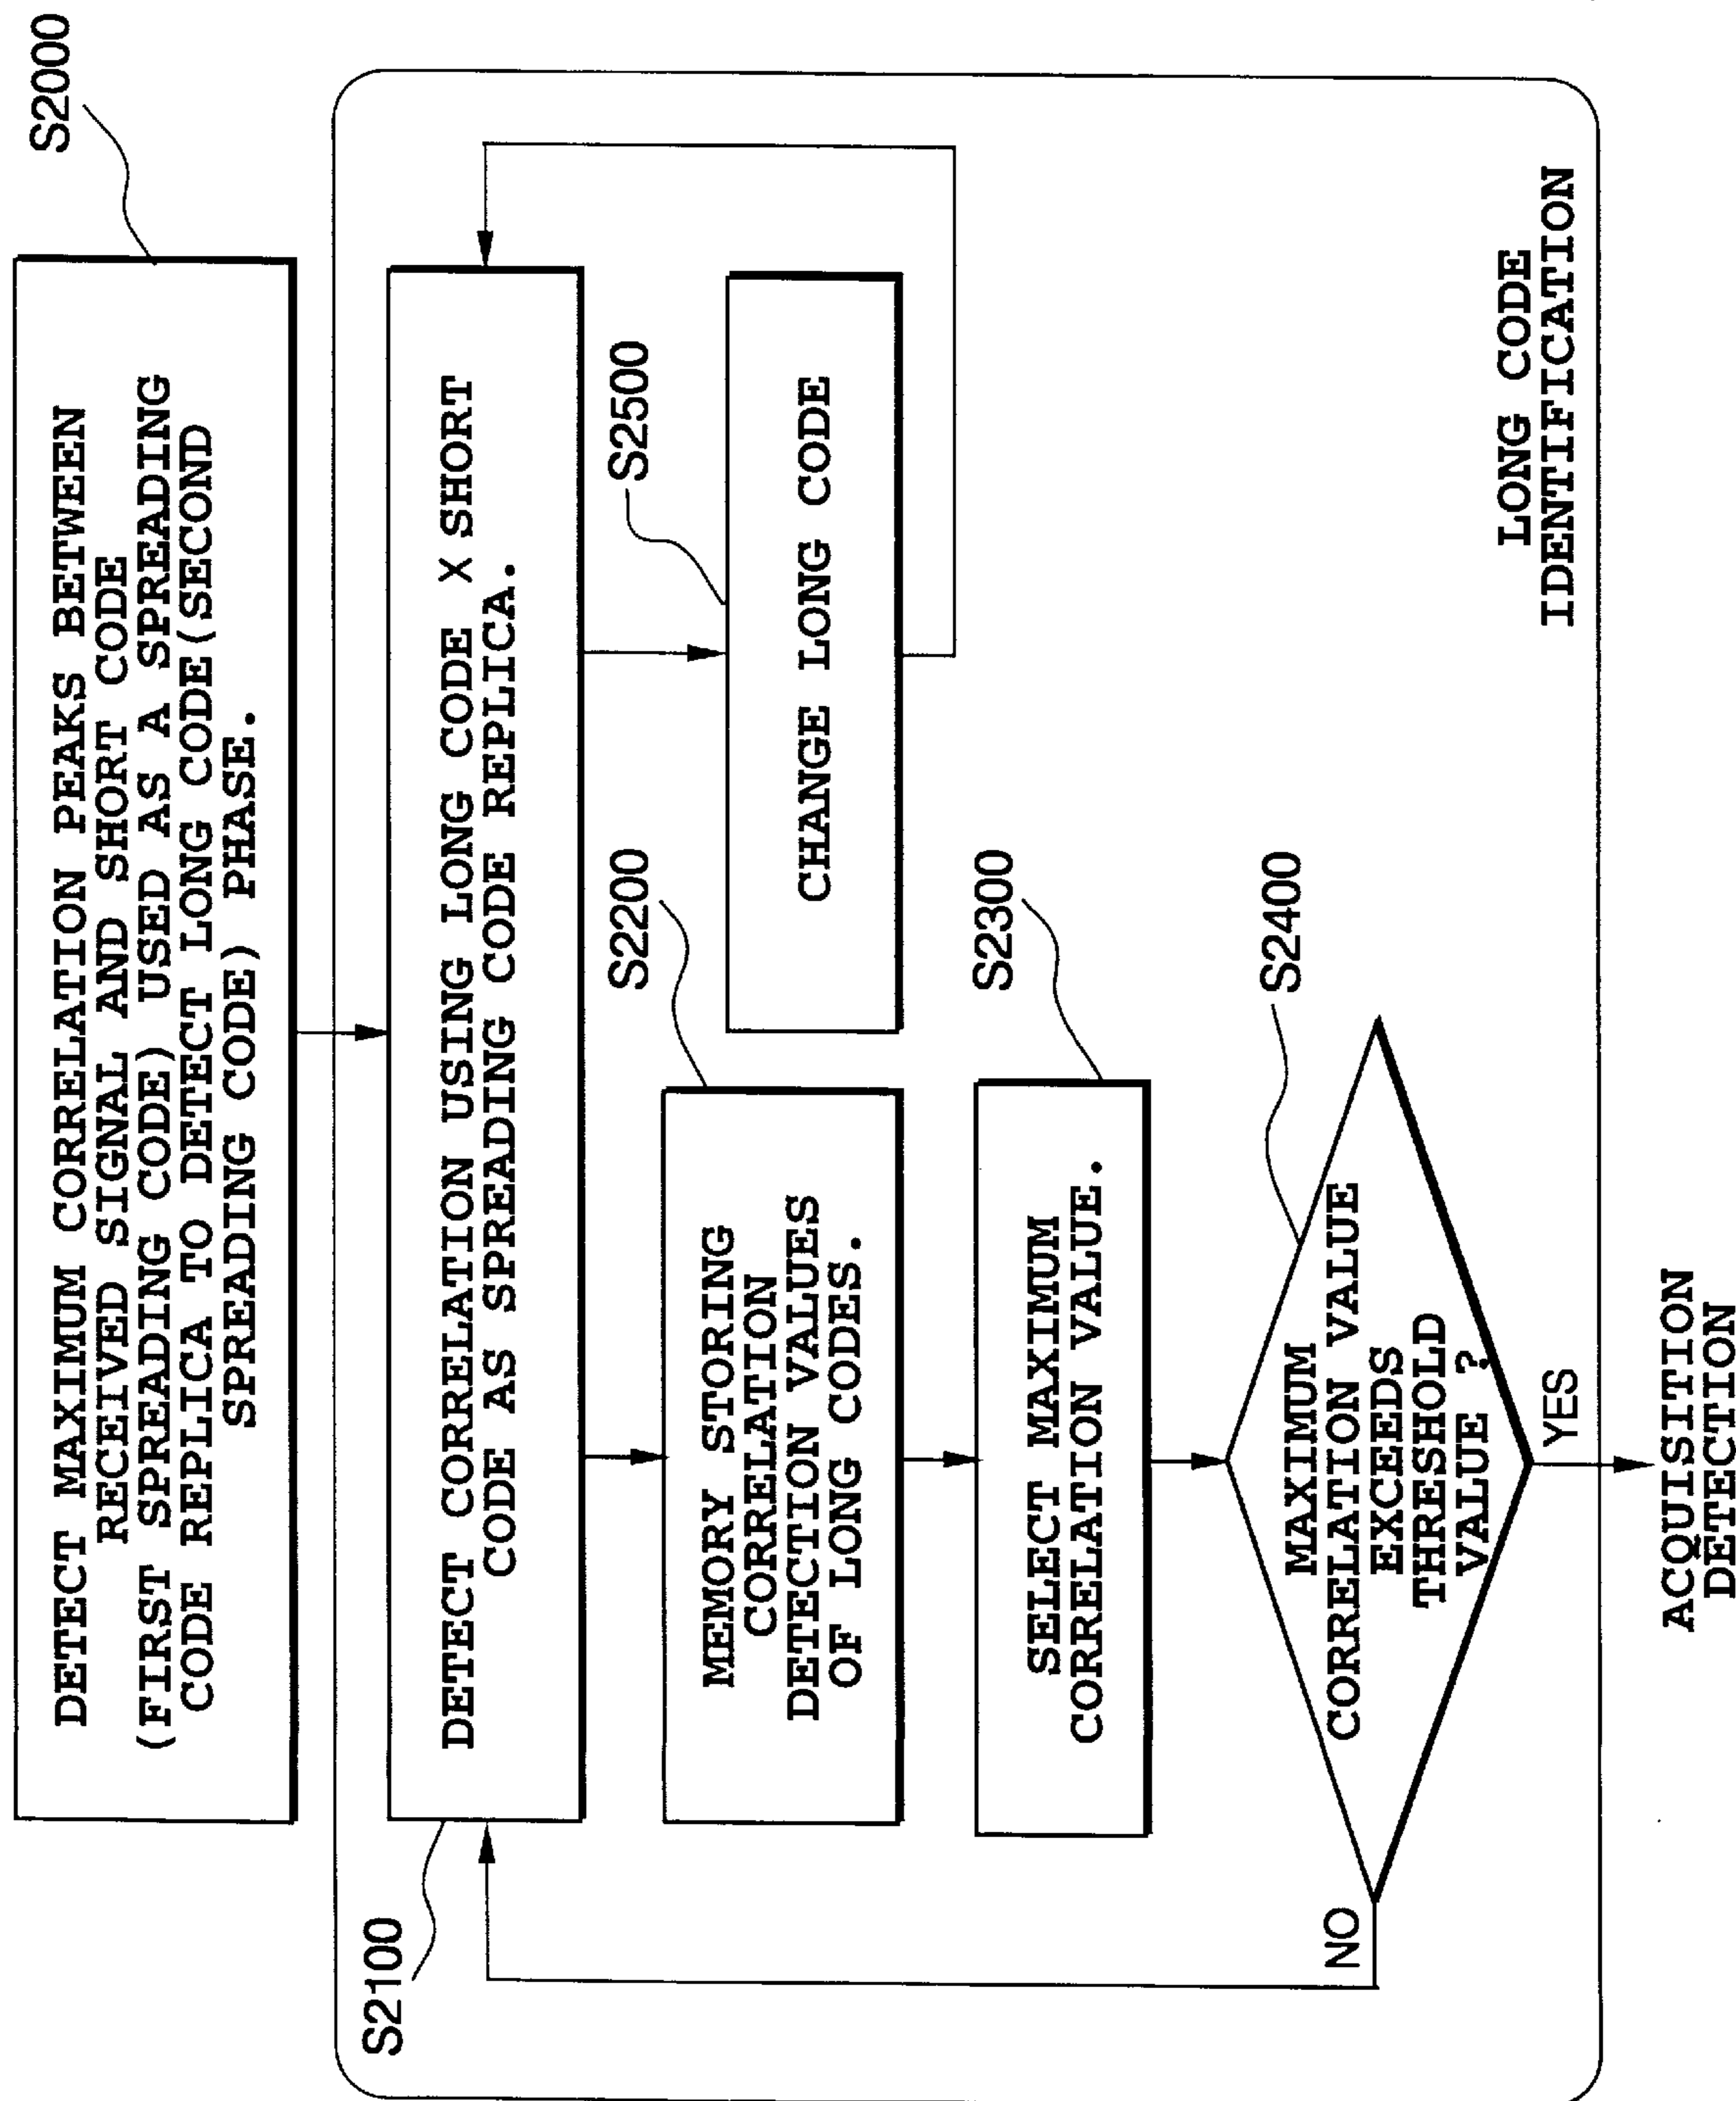 S2000
DETECT MAXIMUM CORRELATION PEAKS BETWEEN
RECEIVED SIGNAL AND SHORT CODE
(FIRST SPREADING CODE) USED AS A SPREADING
CODE REPLICA TO DETECT LONG CODE(SECOND
SPREADING CODE) PHASE.
S2100
DETECT CORRELATION USING LONG CODE X SHORT
CODE AS SPREADING CODE REPLICA.
S2200
MEMORY STORING
CORRELATION
DETECTION VALUES
OF LONG CODES.
S2500
CHANGE LONG CODE
S2300
SELECT MAXIMUM
CORRELATION VALUE.
S2400
MAXIMUM
CORRELATION VALUE
EXCEEDS
THRESHOLD
VALUE ?
NO
YES
LONG CODE
IDENTIFICATION
ACQUISITION
DETECTION